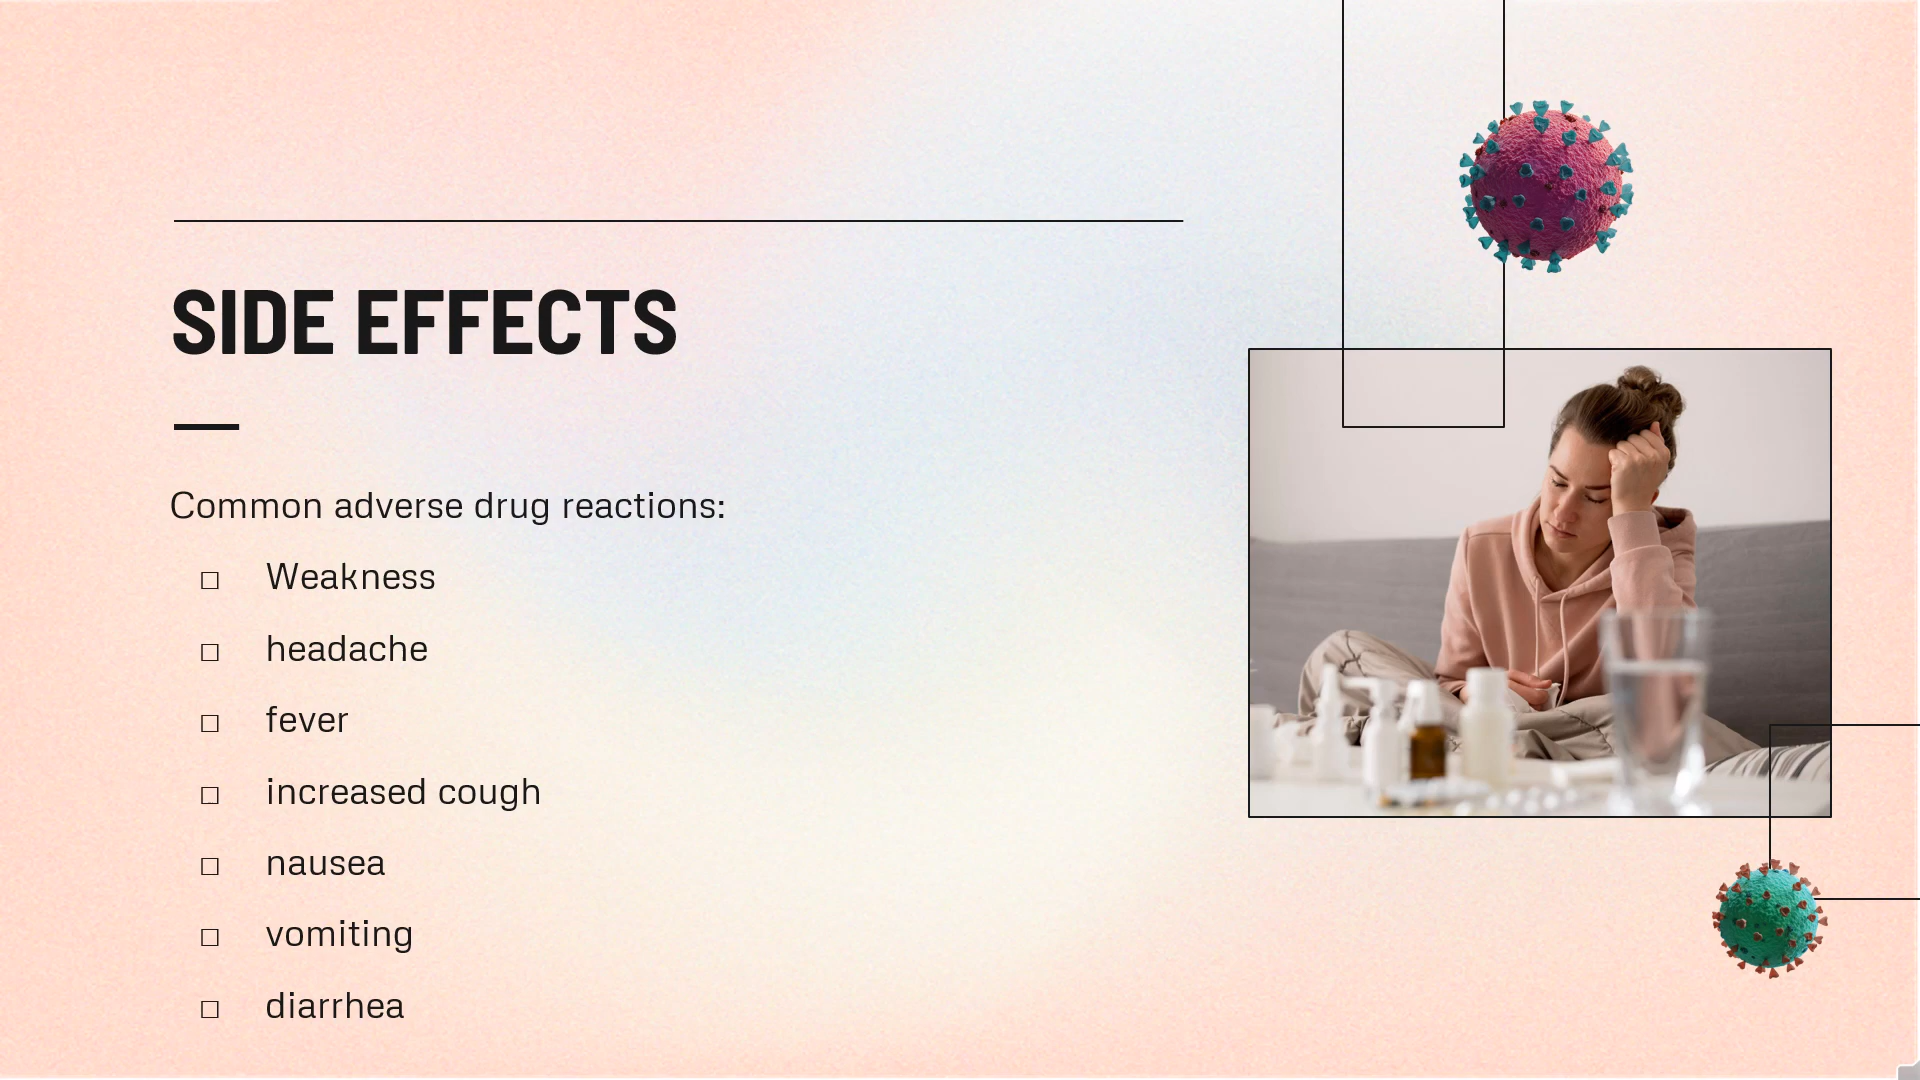 SIDE EFFECTS
Common adverse drug reactions:
□ Weakness
□ headache
□ fever
□ increased cough
□ nausea
□ vomiting
□ diarrhea